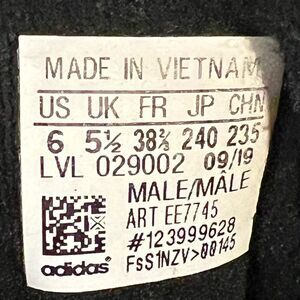 MADE IN VIETNAM
US UK FR JP CHN
6 5½ 38⅔ 240 235
LVL 029002 09/19
MALE/MÂLE
ART EE7745
#123999628
adidas FsS1NZV>00145